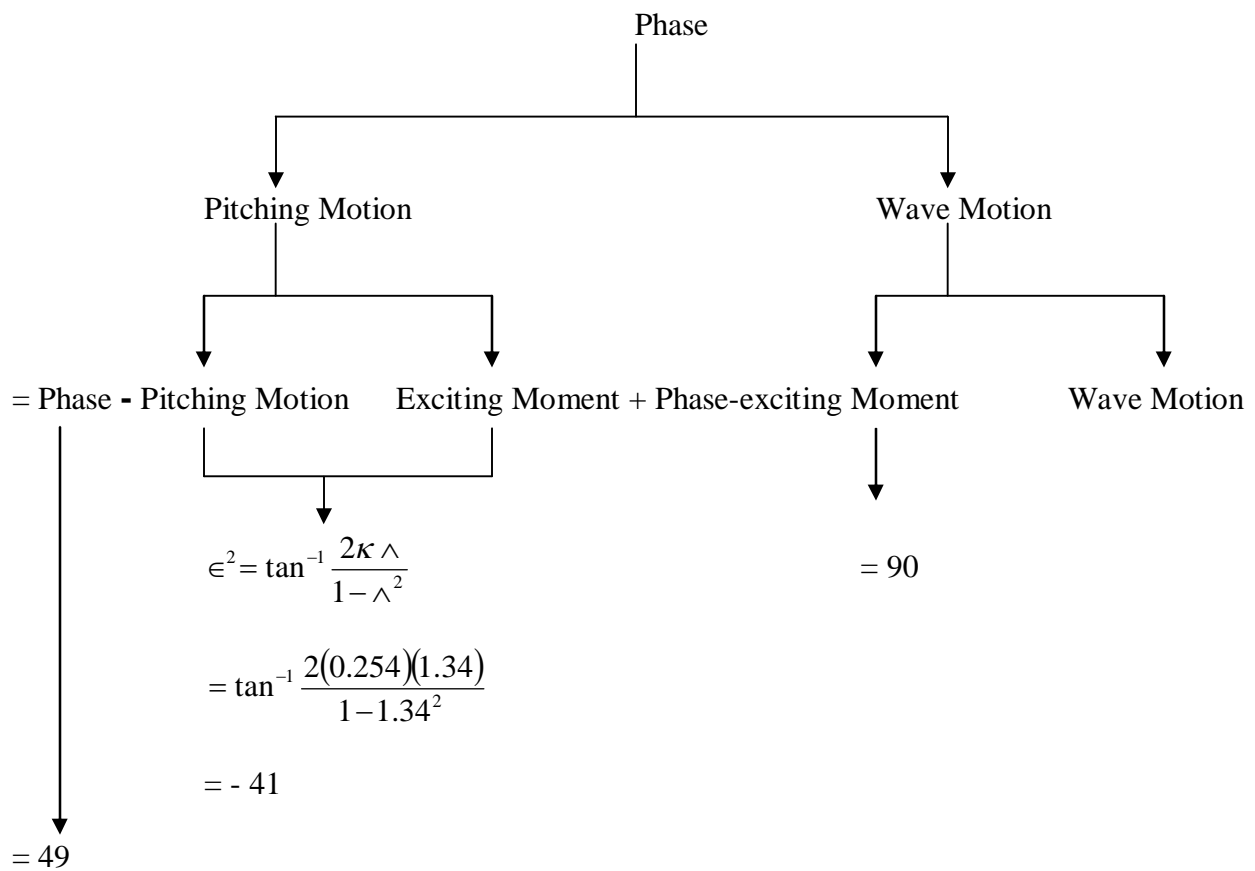 Phase
Pitching Motion Wave Motion
= Phase - Pitching Motion Exciting Moment + Phase-exciting Moment Wave Motion
∈² = tan⁻¹ 2κ∧ / 1−∧² = 90
= tan⁻¹ 2(0.254)(1.34) / 1−1.34²
= - 41
= 49